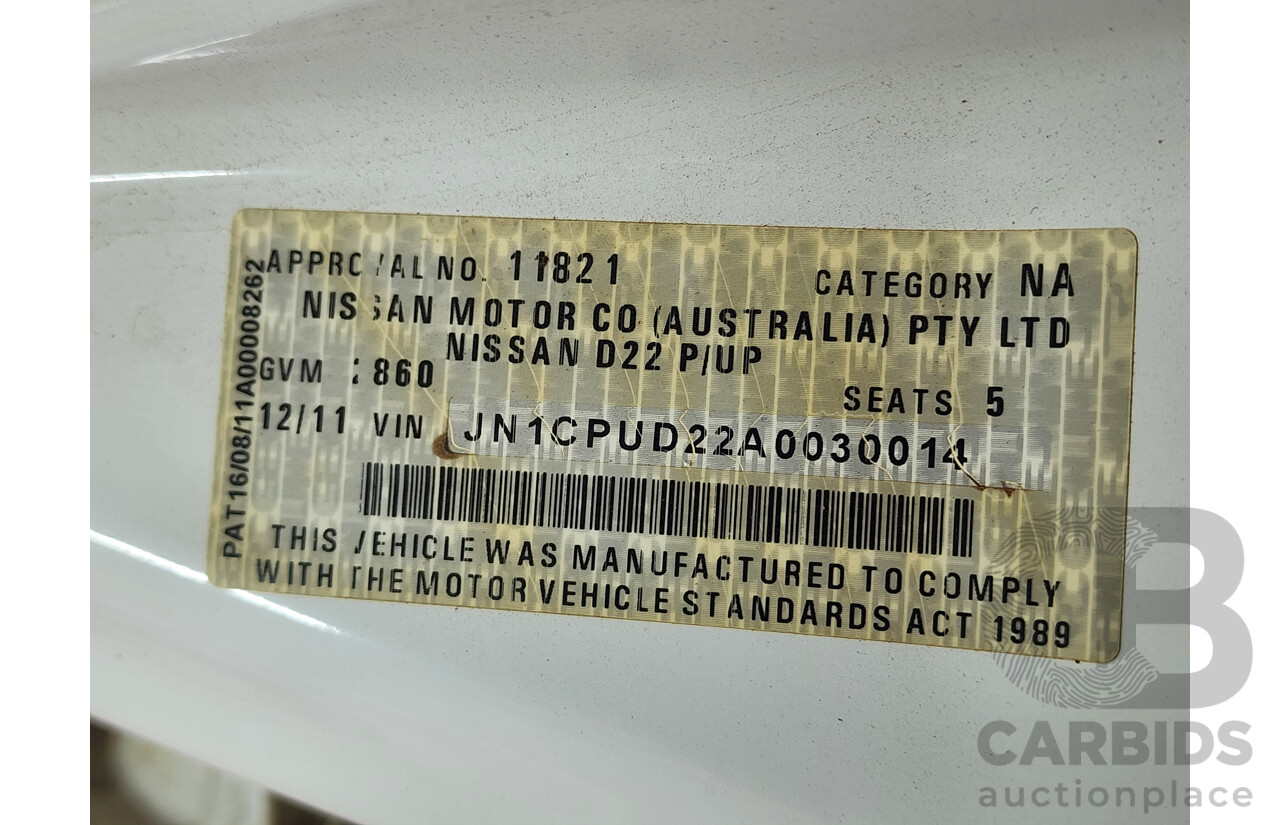 APPROVAL NO. 11821 CATEGORY NA
NISSAN MOTOR CO (AUSTRALIA) PTY LTD
NISSAN D22 P/UP
GVM 2860 SEATS 5
12/11 VIN JN1CPUD22A0030014
THIS VEHICLE WAS MANUFACTURED TO COMPLY
WITH THE MOTOR VEHICLE STANDARDS ACT 1989
PAT16/08/11A00008262
CARBIDS
auctionplace